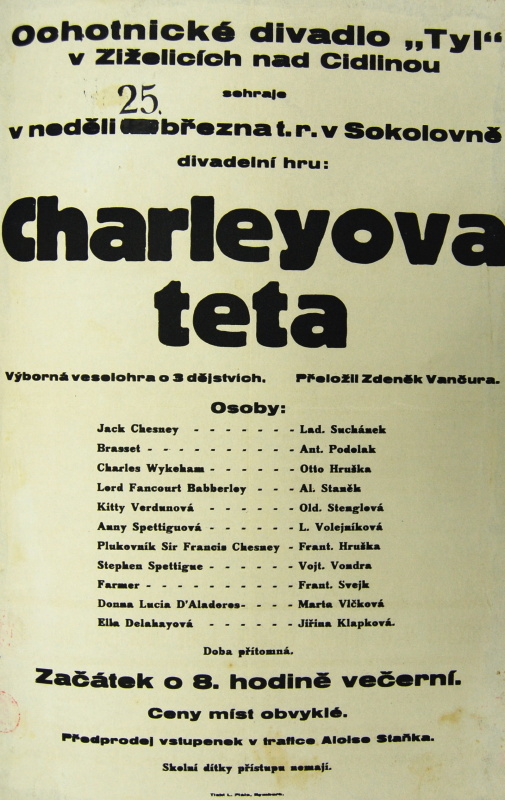 Ochotnické divadlo „Tyl“
v Žiželicích nad Cidlinou
sehraje
25.
v neděli března t. r. v Sokolovně
divadelní hru:
Charleyova
teta
Výborná veselohra o 3 dějstvích. Přeložil Zdeněk Vančura.
Osoby:
Jack Chesney - - - - - - - Lad. Suchánek
Brasset - - - - - - - - - - Ant. Podolak
Charles Wykeham - - - - - - Otto Hruška
Lord Fancourt Babberley - - - Al. Staněk
Kitty Verdunová - - - - - - Old. Stenglová
Anny Spettiguová - - - - - - L. Volejníková
Plukovník Sir Francis Chesney - Frant. Hruška
Stephen Spettigue - - - - - - Vojt. Vondra
Farmer - - - - - - - - - - Frant. Svejk
Donna Lucia D'Aladores - - - - Marta Vlčková
Ella Delahayová - - - - - - Jiřina Klapková.
Doba přítomná.
Začátek o 8. hodině večerní.
Ceny míst obvyklé.
Předprodej vstupenek v trafice Aloise Staňka.
Školní dítky přístupu nemají.